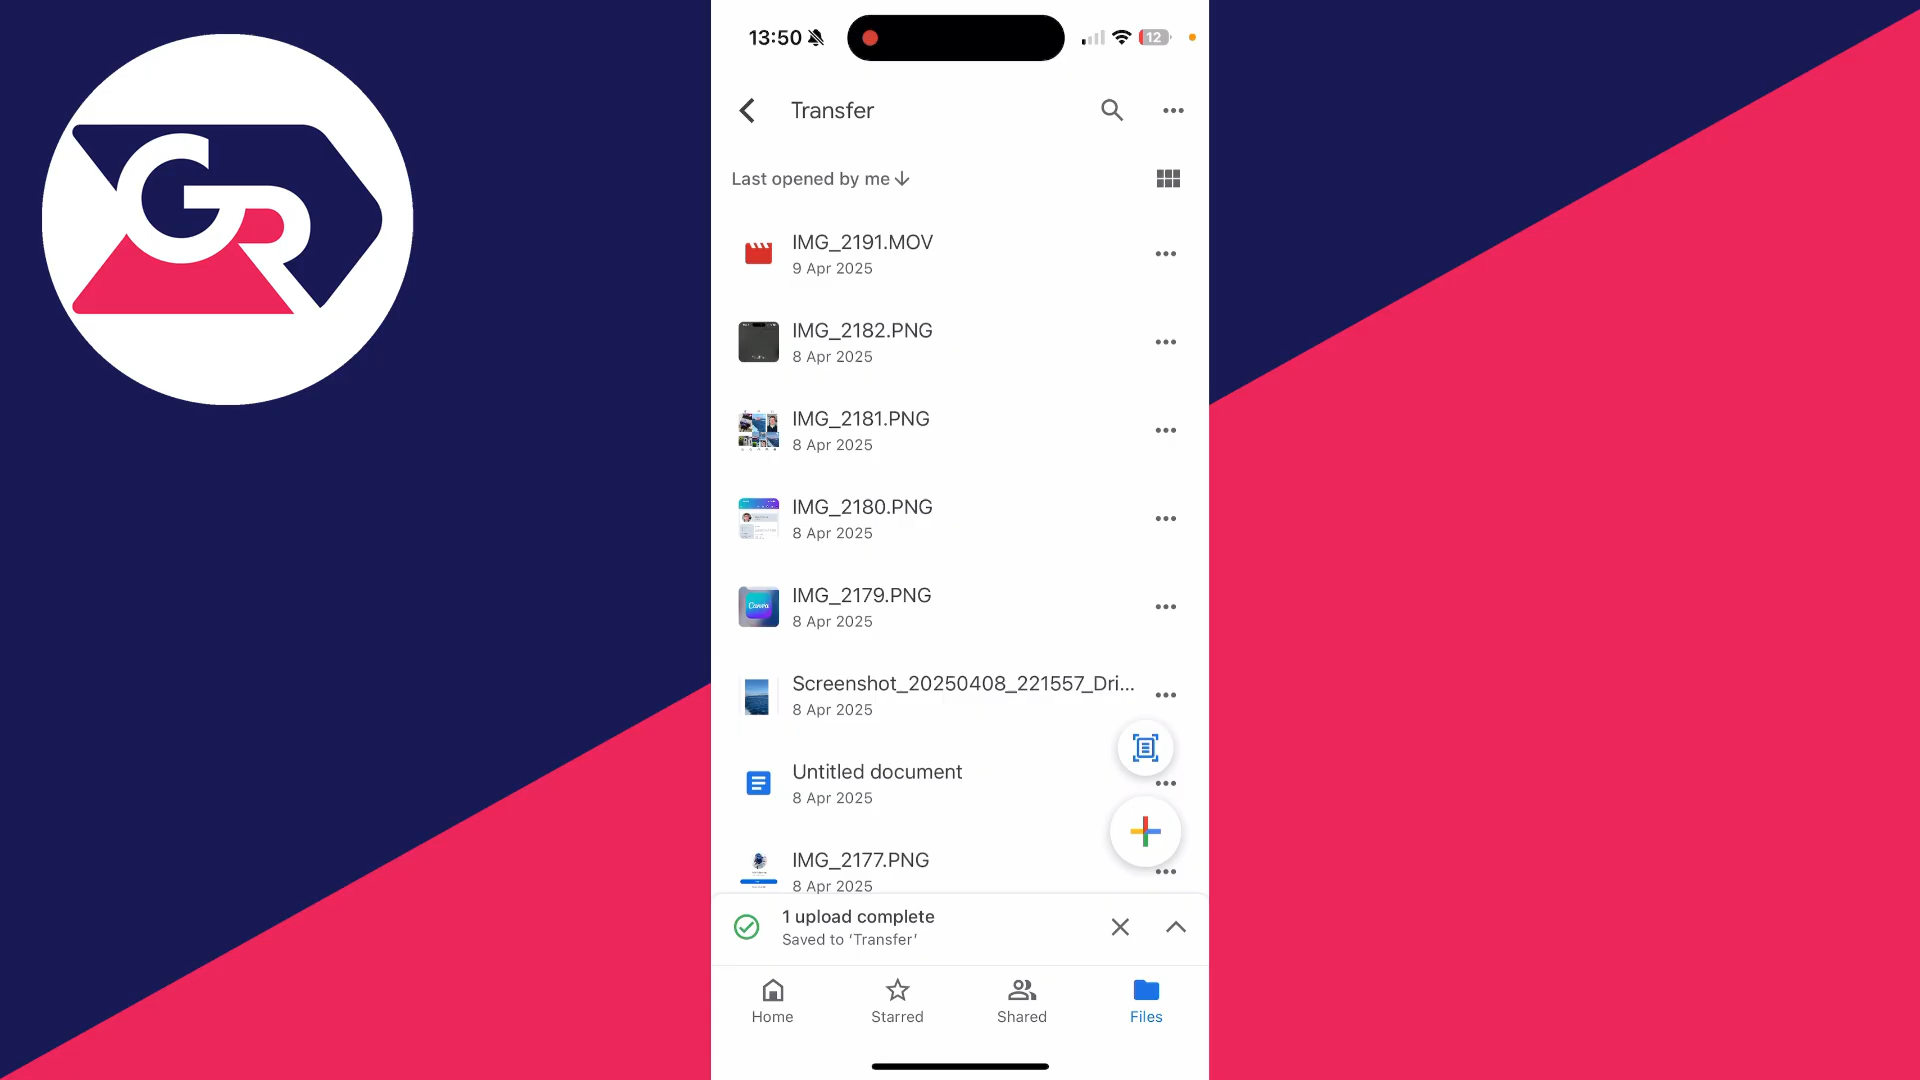 GR
13:50
12
Transfer
Last opened by me
IMG_2191.MOV
9 Apr 2025
IMG_2182.PNG
8 Apr 2025
IMG_2181.PNG
8 Apr 2025
IMG_2180.PNG
8 Apr 2025
IMG_2179.PNG
8 Apr 2025
Canva
Screenshot_20250408_221557_Dri...
8 Apr 2025
Untitled document
8 Apr 2025
IMG_2177.PNG
8 Apr 2025
1 upload complete
Saved to ‘Transfer’
Home
Starred
Shared
Files